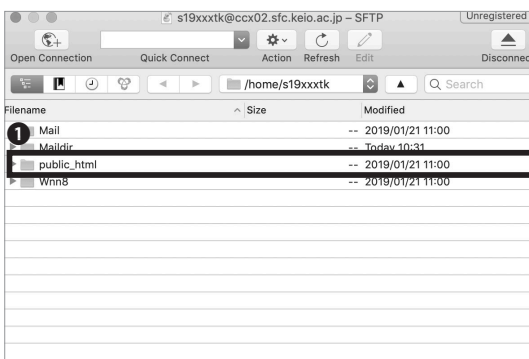 s19xxxtk@ccx02.sfc.keio.ac.jp – SFTP
Unregistered
Open Connection Quick Connect Action Refresh Edit Disconnec
/home/s19xxxtk Search
Filename Size Modified
1 Mail -- 2019/01/21 11:00
Maildir -- Today 10:31
public_html -- 2019/01/21 11:00
Wnn8 -- 2019/01/21 11:00